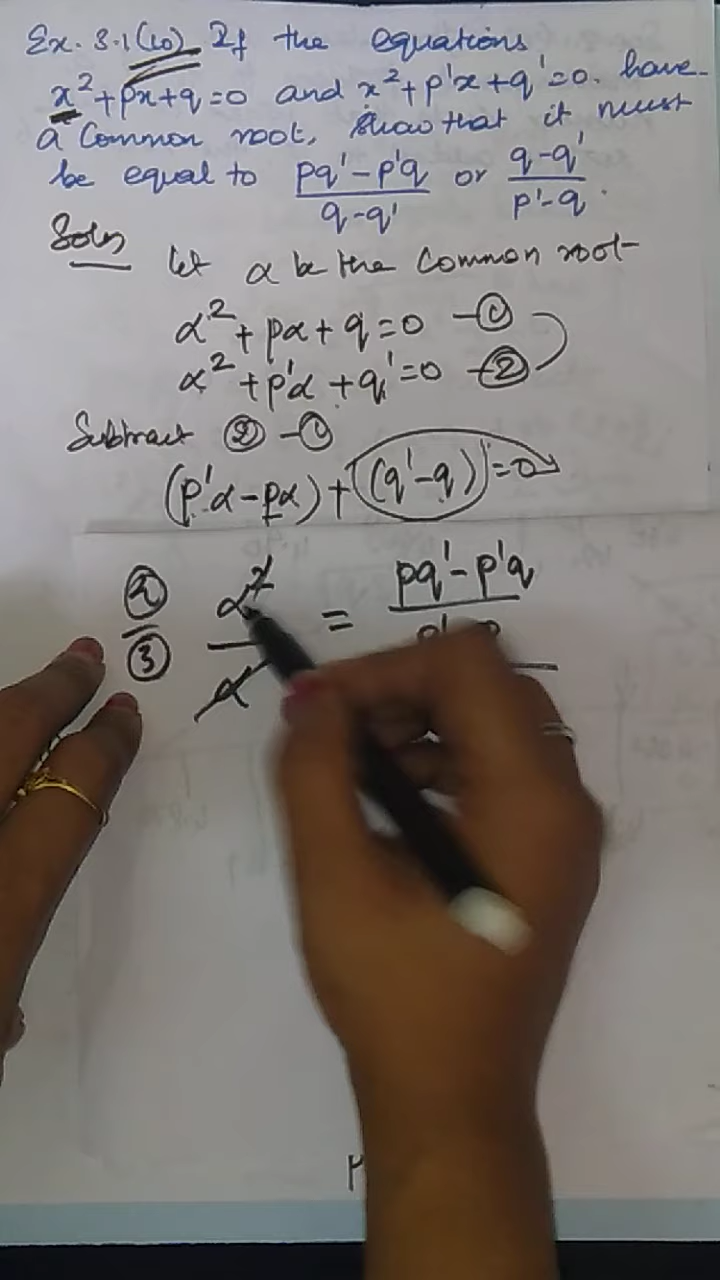 Ex. 3.1(10) If the equations
x² + px + q = 0 and x² + p'x + q' = 0. have
a Common root, show that it must
be equal to (pq' - p'q)/(q - q') or (q - q')/(p' - q).
Soln Let α be the common root
α² + pα + q = 0 - ①
α² + p'α + q' = 0 - ②
Subtract ② - ①
(p'α - pα) + (q' - q) = 0
α²/α = (pq' - p'q)/
③